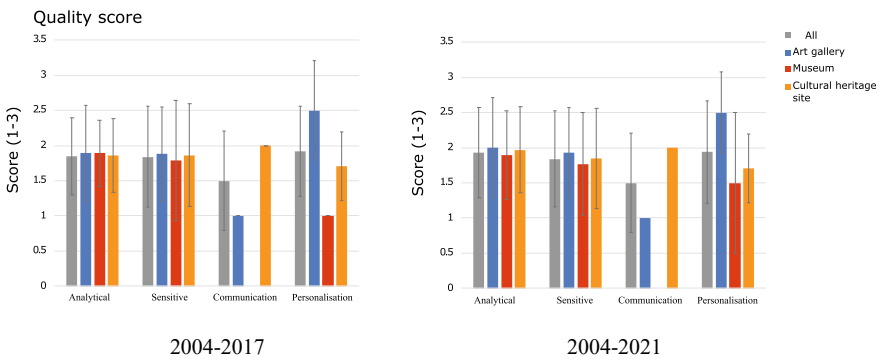 Quality score
3.5
3
2.5
2
1.5
1
0.5
0
Score (1-3)
Analytical
Sensitive
Communication
Personalisation
2004-2017
3.5
3
2.5
2
1.5
1
0.5
0
Score (1-3)
Analytical
Sensitive
Communication
Personalisation
2004-2021
All
Art gallery
Museum
Cultural heritage
site